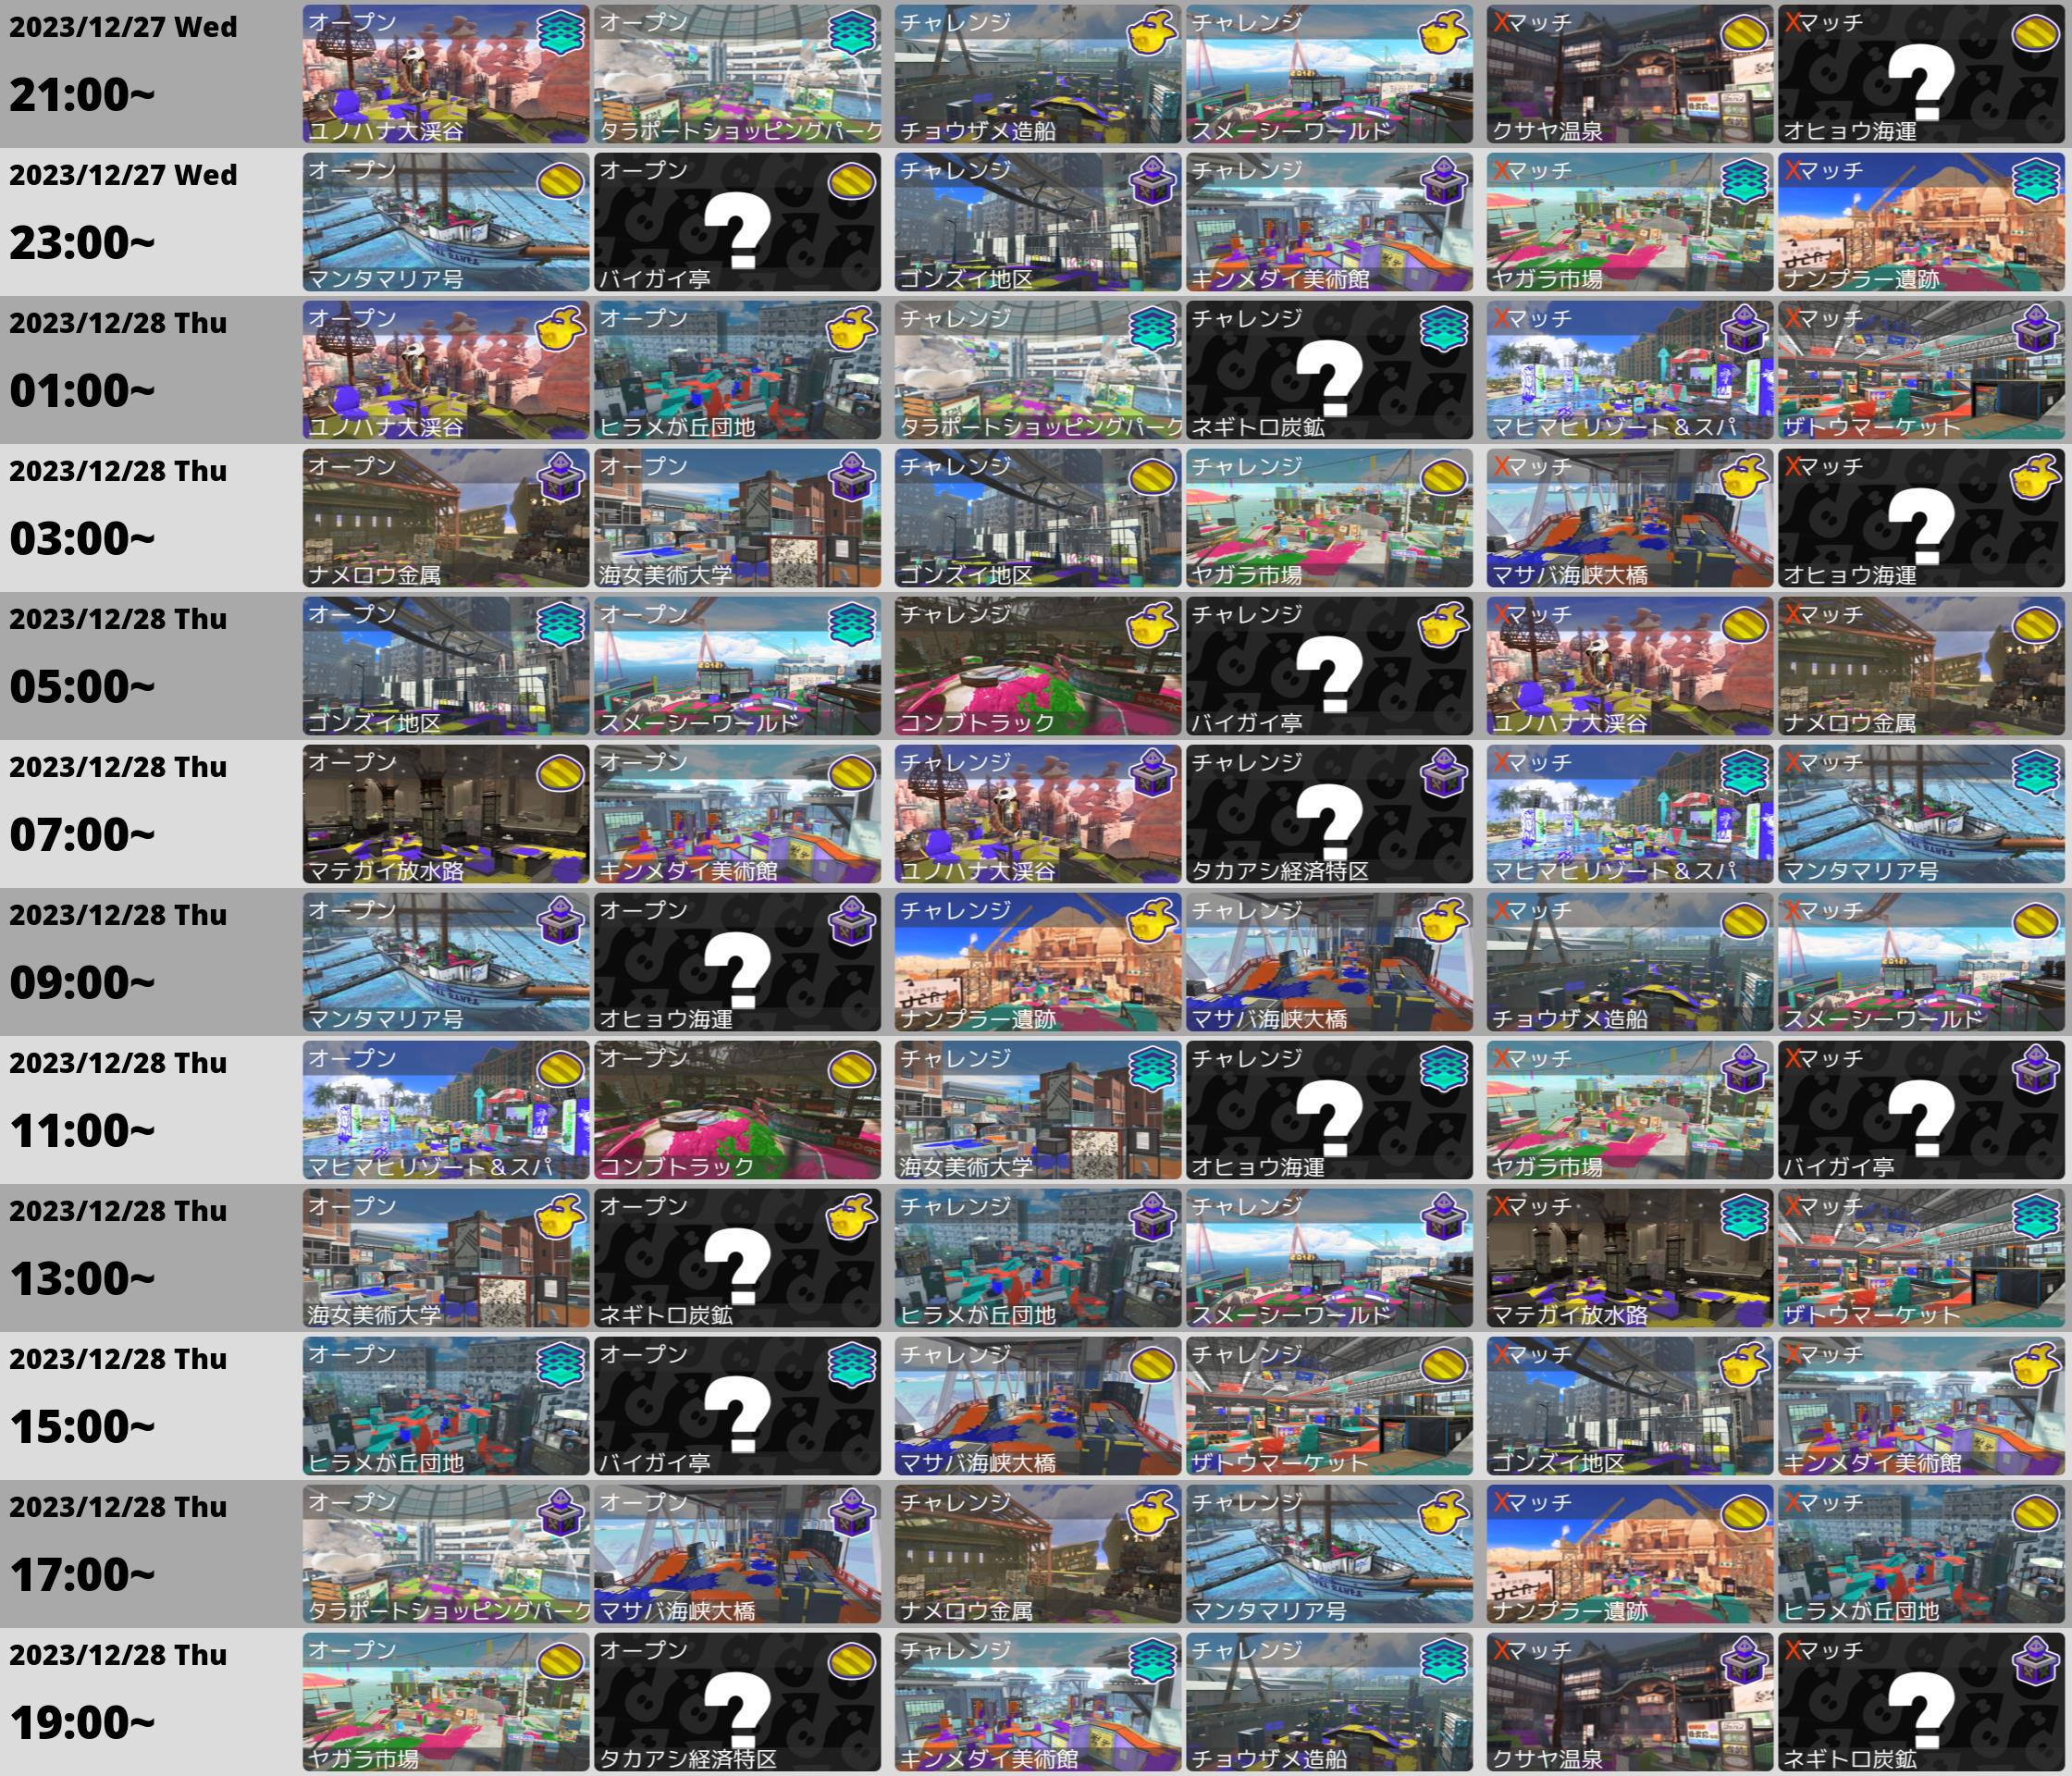 2023/12/27 Wed
21:00~
オープン
ユノハナ大渓谷
オープン
タラポートショッピングパーク
チャレンジ
チョウザメ造船
チャレンジ
スメーシーワールド
Xマッチ
クサヤ温泉
Xマッチ
?
オヒョウ海運
2023/12/27 Wed
23:00~
オープン
マンタマリア号
オープン
?
バイガイ亭
チャレンジ
ゴンズイ地区
チャレンジ
キンメダイ美術館
Xマッチ
ヤガラ市場
Xマッチ
ナンプラー遺跡
2023/12/28 Thu
01:00~
オープン
ユノハナ大渓谷
オープン
ヒラメが丘団地
チャレンジ
タラポートショッピングパーク
チャレンジ
?
ネギトロ炭鉱
Xマッチ
マヒマヒリゾート&スパ
Xマッチ
ザトウマーケット
2023/12/28 Thu
03:00~
オープン
ナメロウ金属
オープン
海女美術大学
チャレンジ
ゴンズイ地区
チャレンジ
ヤガラ市場
Xマッチ
マサバ海峡大橋
Xマッチ
?
オヒョウ海運
2023/12/28 Thu
05:00~
オープン
ゴンズイ地区
オープン
スメーシーワールド
チャレンジ
コンブトラック
チャレンジ
?
バイガイ亭
Xマッチ
ユノハナ大渓谷
Xマッチ
ナメロウ金属
2023/12/28 Thu
07:00~
オープン
マテガイ放水路
オープン
キンメダイ美術館
チャレンジ
ユノハナ大渓谷
チャレンジ
?
タカアシ経済特区
Xマッチ
マヒマヒリゾート&スパ
Xマッチ
マンタマリア号
2023/12/28 Thu
09:00~
オープン
マンタマリア号
オープン
?
オヒョウ海運
チャレンジ
ナンプラー遺跡
チャレンジ
マサバ海峡大橋
Xマッチ
チョウザメ造船
Xマッチ
スメーシーワールド
2023/12/28 Thu
11:00~
オープン
マヒマヒリゾート&スパ
オープン
コンブトラック
チャレンジ
海女美術大学
チャレンジ
?
オヒョウ海運
Xマッチ
ヤガラ市場
Xマッチ
?
バイガイ亭
2023/12/28 Thu
13:00~
オープン
海女美術大学
オープン
?
ネギトロ炭鉱
チャレンジ
ヒラメが丘団地
チャレンジ
スメーシーワールド
Xマッチ
マテガイ放水路
Xマッチ
ザトウマーケット
2023/12/28 Thu
15:00~
オープン
ヒラメが丘団地
オープン
?
バイガイ亭
チャレンジ
マサバ海峡大橋
チャレンジ
ザトウマーケット
Xマッチ
ゴンズイ地区
Xマッチ
キンメダイ美術館
2023/12/28 Thu
17:00~
オープン
タラポートショッピングパーク
オープン
マサバ海峡大橋
チャレンジ
ナメロウ金属
チャレンジ
マンタマリア号
Xマッチ
ナンプラー遺跡
Xマッチ
ヒラメが丘団地
2023/12/28 Thu
19:00~
オープン
ヤガラ市場
オープン
?
タカアシ経済特区
チャレンジ
キンメダイ美術館
チャレンジ
チョウザメ造船
Xマッチ
クサヤ温泉
Xマッチ
?
ネギトロ炭鉱